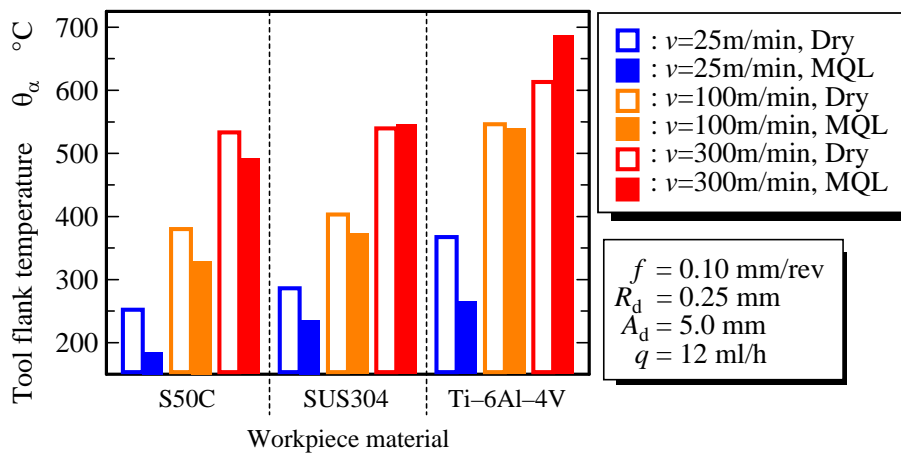 Tool flank temperature θα °C
700
600
500
400
300
200
S50C SUS304 Ti–6Al–4V
Workpiece material
: v=25m/min, Dry
: v=25m/min, MQL
: v=100m/min, Dry
: v=100m/min, MQL
: v=300m/min, Dry
: v=300m/min, MQL
f = 0.10 mm/rev
Rd = 0.25 mm
Ad = 5.0 mm
q = 12 ml/h